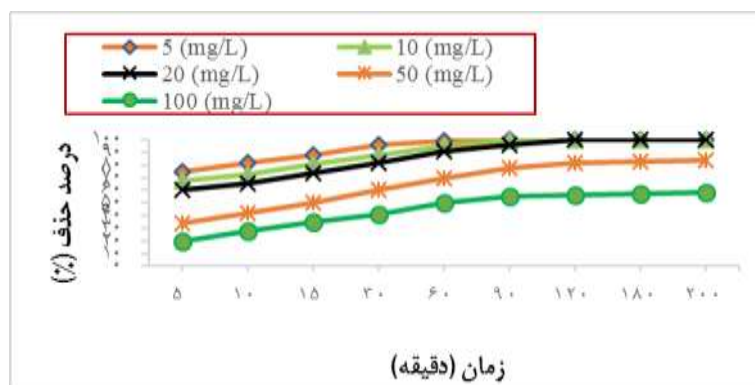 5 (mg/L) 10 (mg/L)
20 (mg/L) 50 (mg/L)
100 (mg/L)
درصد حذف (%)
۵ ۱۰ ۱۵ ۳۰ ۶۰ ۹۰ ۱۲۰ ۱۸۰ ۲۰۰
زمان (دقیقه)